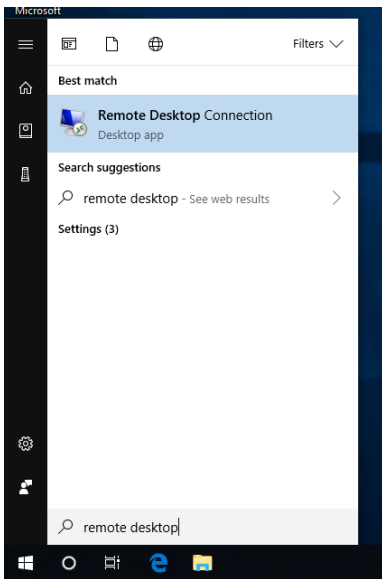 Microsoft
Filters
Best match
Remote Desktop Connection
Desktop app
Search suggestions
remote desktop - See web results
Settings (3)
remote desktop